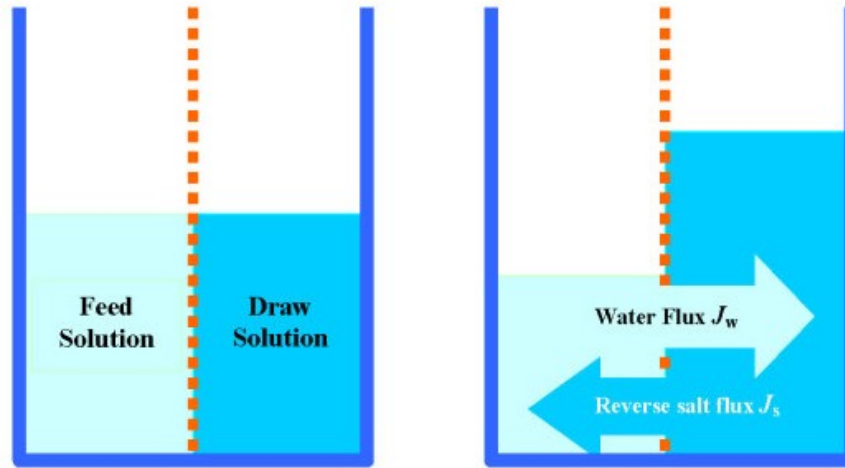 Feed
Solution
Draw
Solution
Water Flux Jw
Reverse salt flux Js